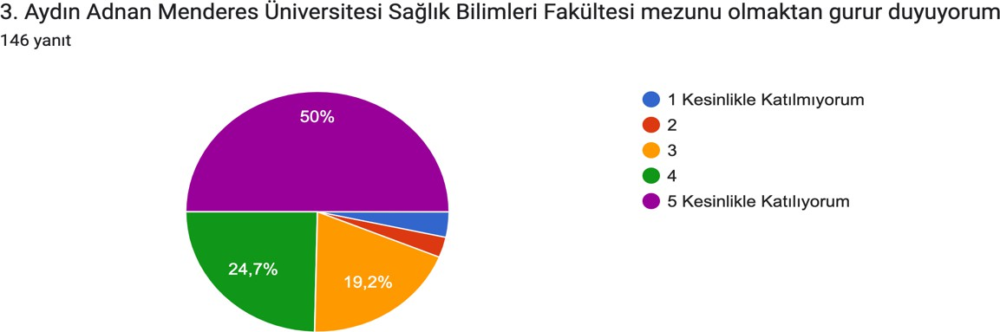 3. Aydın Adnan Menderes Üniversitesi Sağlık Bilimleri Fakültesi mezunu olmaktan gurur duyuyorum
146 yanıt
50%
24,7%
19,2%
1 Kesinlikle Katılmıyorum
2
3
4
5 Kesinlikle Katılıyorum